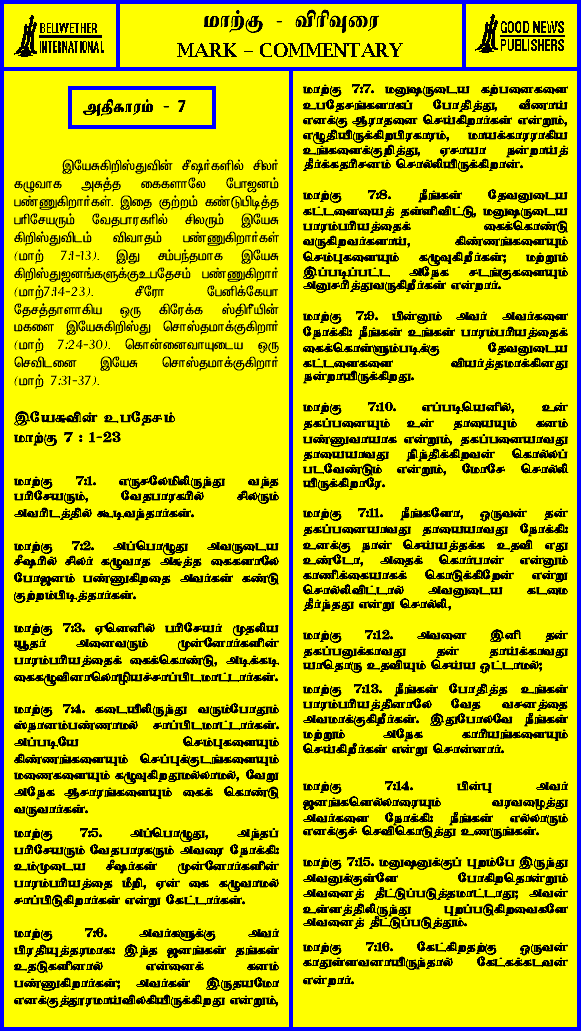 BELLWETHER
INTERNATIONAL
மாற்கு - விரிவுரை
MARK – COMMENTARY
GOOD NEWS
PUBLISHERS
அதிகாரம் - 7
இயேசுகிறிஸ்துவின் சீஷர்களில் சிலர்
கழுவாக அசுத்த கைகளாலே போஜனம்
பண்ணுகிறார்கள். இதை குற்றம் கண்டுபிடித்த
பரிசேயரும் வேதபாரகரில் சிலரும் இயேசு
கிறிஸ்துவிடம் விவாதம் பண்ணுகிறார்கள்
(மாற் 7:1-13). இது சம்பந்தமாக இயேசு
கிறிஸ்துஜனங்களுக்குஉபதேசம் பண்ணுகிறார்
(மாற்7:14-23). சீரோ பேனிக்கேயா
தேசத்தாளாகிய ஒரு கிரேக்க ஸ்திரீயின்
மகளை இயேசுகிறிஸ்து சொஸ்தமாக்குகிறார்
(மாற் 7:24-30). கொன்னைவாயுடைய ஒரு
செவிடனை இயேசு சொஸ்தமாக்குகிறார்
(மாற் 7:31-37).
இயேசுவின் உபதேசம்
மாற்கு 7 : 1-23
மாற்கு 7:1. எருசலேமிலிருந்து வந்த
பரிசேயரும், வேதபாரகரில் சிலரும்
அவரிடத்தில் கூடிவந்தார்கள்.
மாற்கு 7:2. அப்பொழுது அவருடைய
சீஷரில் சிலர் கழுவாத அசுத்த கைகளாலே
போஜனம் பண்ணுகிறதை அவர்கள் கண்டு
குற்றம்பிடித்தார்கள்.
மாற்கு 7:3. ஏனெனில் பரிசேயர் முதலிய
யூதர் அனைவரும் முன்னோர்களின்
பாரம்பரியத்தைக் கைக்கொண்டு, அடிக்கடி
கைகழுவினாலொழியச்சாப்பிடமாட்டார்கள்.
மாற்கு 7:4. கடையிலிருந்து வரும்போதும்
ஸ்நானம்பண்ணாமல் சாப்பிடமாட்டார்கள்.
அப்படியே செம்புகளையும்
கிண்ணங்களையும் செப்புக்குடங்களையும்
மணைகளையும் கழுவுகிறதுமல்லாமல், வேறு
அநேக ஆசாரங்களையும் கைக் கொண்டு
வருவார்கள்.
மாற்கு 7:5. அப்பொழுது, அந்தப்
பரிசேயரும் வேதபாரகரும் அவரை நோக்கி:
உம்முடைய சீஷர்கள் முன்னோர்களின்
பாரம்பரியத்தை மீறி, ஏன் கை கழுவாமல்
சாப்பிடுகிறார்கள் என்று கேட்டார்கள்.
மாற்கு 7:6. அவர்களுக்கு அவர்
பிரதியுத்தரமாக: இந்த ஜனங்கள் தங்கள்
உதடுகளினால் என்னைக் கனம்
பண்ணுகிறார்கள்; அவர்கள் இருதயமோ
எனக்குத்தூரமாய்விலகியிருக்கிறது என்றும்,
மாற்கு 7:7. மனுஷருடைய கற்பனைகளை
உபதேசங்களாகப் போதித்து, வீணாய்
எனக்கு ஆராதனை செய்கிறார்கள் என்றும்,
எழுதியிருக்கிறபிரகாரம், மாயக்காரராகிய
உங்களைக்குறித்து, ஏசாயா நன்றாய்த்
தீர்க்கதரிசனம் சொல்லியிருக்கிறான்.
மாற்கு 7:8. நீங்கள் தேவனுடைய
கட்டளையைத் தள்ளிவிட்டு, மனுஷருடைய
பாரம்பரியத்தைக் கைக்கொண்டு
வருகிறவர்களாய், கிண்ணங்களையும்
செம்புகளையும் கழுவுகிறீர்கள்; மற்றும்
இப்படிப்பட்ட அநேக சடங்குகளையும்
அனுசரித்துவருகிறீர்கள் என்றார்.
மாற்கு 7:9. பின்னும் அவர் அவர்களை
நோக்கி: நீங்கள் உங்கள் பாரம்பரியத்தைக்
கைக்கொள்ளும்படிக்கு தேவனுடைய
கட்டளைகளை வியர்த்தமாக்கினது
நன்றாயிருக்கிறது.
மாற்கு 7:10. எப்படியெனில், உன்
தகப்பனையும் உன் தாயையும் கனம்
பண்ணுவாயாக என்றும், தகப்பனையாவது
தாயையாவது நிந்திக்கிறவன் கொல்லப்
படவேண்டும் என்றும், மோசே சொல்லி
யிருக்கிறாரே.
மாற்கு 7:11. நீங்களோ, ஒருவன் தன்
தகப்பனையாவது தாயையாவது நோக்கி:
உனக்கு நான் செய்யத்தக்க உதவி எது
உண்டோ, அதைக் கொர்பான் என்னும்
காணிக்கையாகக் கொடுக்கிறேன் என்று
சொல்லிவிட்டால் அவனுடைய கடமை
தீர்ந்தது என்று சொல்லி,
மாற்கு 7:12. அவனை இனி தன்
தகப்பனுக்காவது தன் தாய்க்காவது
யாதொரு உதவியும் செய்ய ஒட்டாமல்;
மாற்கு 7:13. நீங்கள் போதித்த உங்கள்
பாரம்பரியத்தினாலே வேத வசனத்தை
அவமாக்குகிறீர்கள். இதுபோலவே நீங்கள்
மற்றும் அநேக காரியங்களையும்
செய்கிறீர்கள் என்று சொன்னார்.
மாற்கு 7:14. பின்பு அவர்
ஜனங்களெல்லாரையும் வரவழைத்து
அவர்களை நோக்கி: நீங்கள் எல்லாரும்
எனக்குச் செவிகொடுத்து உணருங்கள்.
மாற்கு 7:15. மனுஷனுக்குப் புறம்பே இருந்து
அவனுக்குள்ளே போகிறதொன்றும்
அவனைத் தீட்டுப்படுத்தமாட்டாது; அவன்
உள்ளத்திலிருந்து புறப்படுகிறவைகளே
அவனைத் தீட்டுப்படுத்தும்.
மாற்கு 7:16. கேட்கிறதற்கு ஒருவன்
காதுள்ளவனாயிருந்தால் கேட்கக்கடவன்
என்றார்.